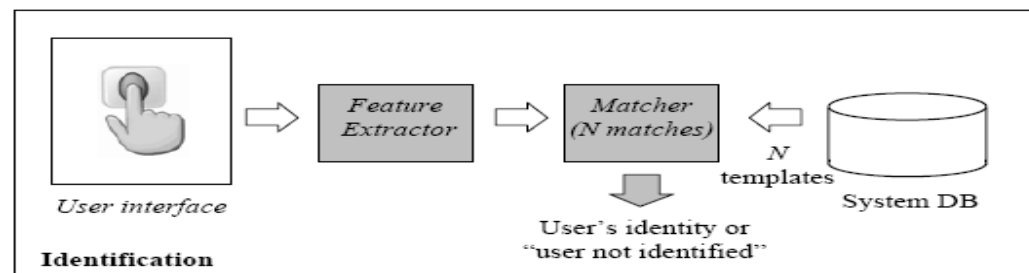 Feature
Extractor
Matcher
(N matches)
N
templates
User interface
System DB
User's identity or
"user not identified"
Identification